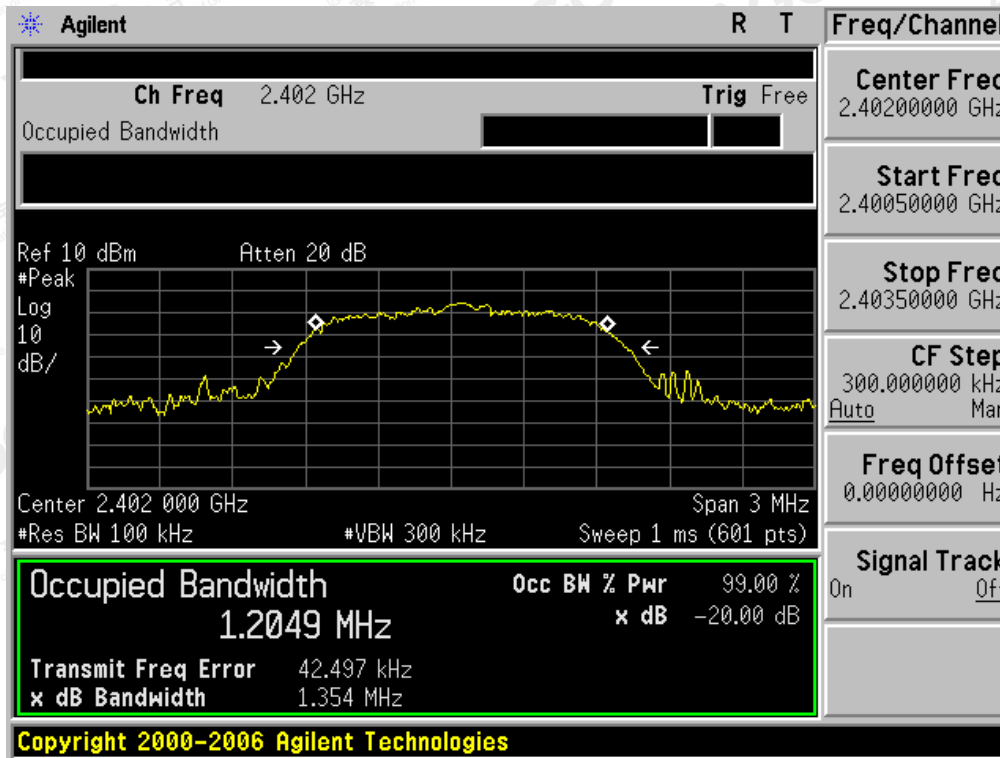 Agilent R T
Freq/Channel
Ch Freq 2.402 GHz Trig Free
Occupied Bandwidth
Center Freq
2.40200000 GHz
Start Freq
2.40050000 GHz
Stop Freq
2.40350000 GHz
CF Step
300.000000 kHz
Auto Man
Freq Offset
0.00000000 Hz
Signal Track
On Off
Ref 10 dBm Atten 20 dB
#Peak
Log
10
dB/
Center 2.402 000 GHz Span 3 MHz
#Res BW 100 kHz #VBW 300 kHz Sweep 1 ms (601 pts)
Occupied Bandwidth
1.2049 MHz
Occ BW % Pwr 99.00 %
x dB -20.00 dB
Transmit Freq Error 42.497 kHz
x dB Bandwidth 1.354 MHz
Copyright 2000-2006 Agilent Technologies